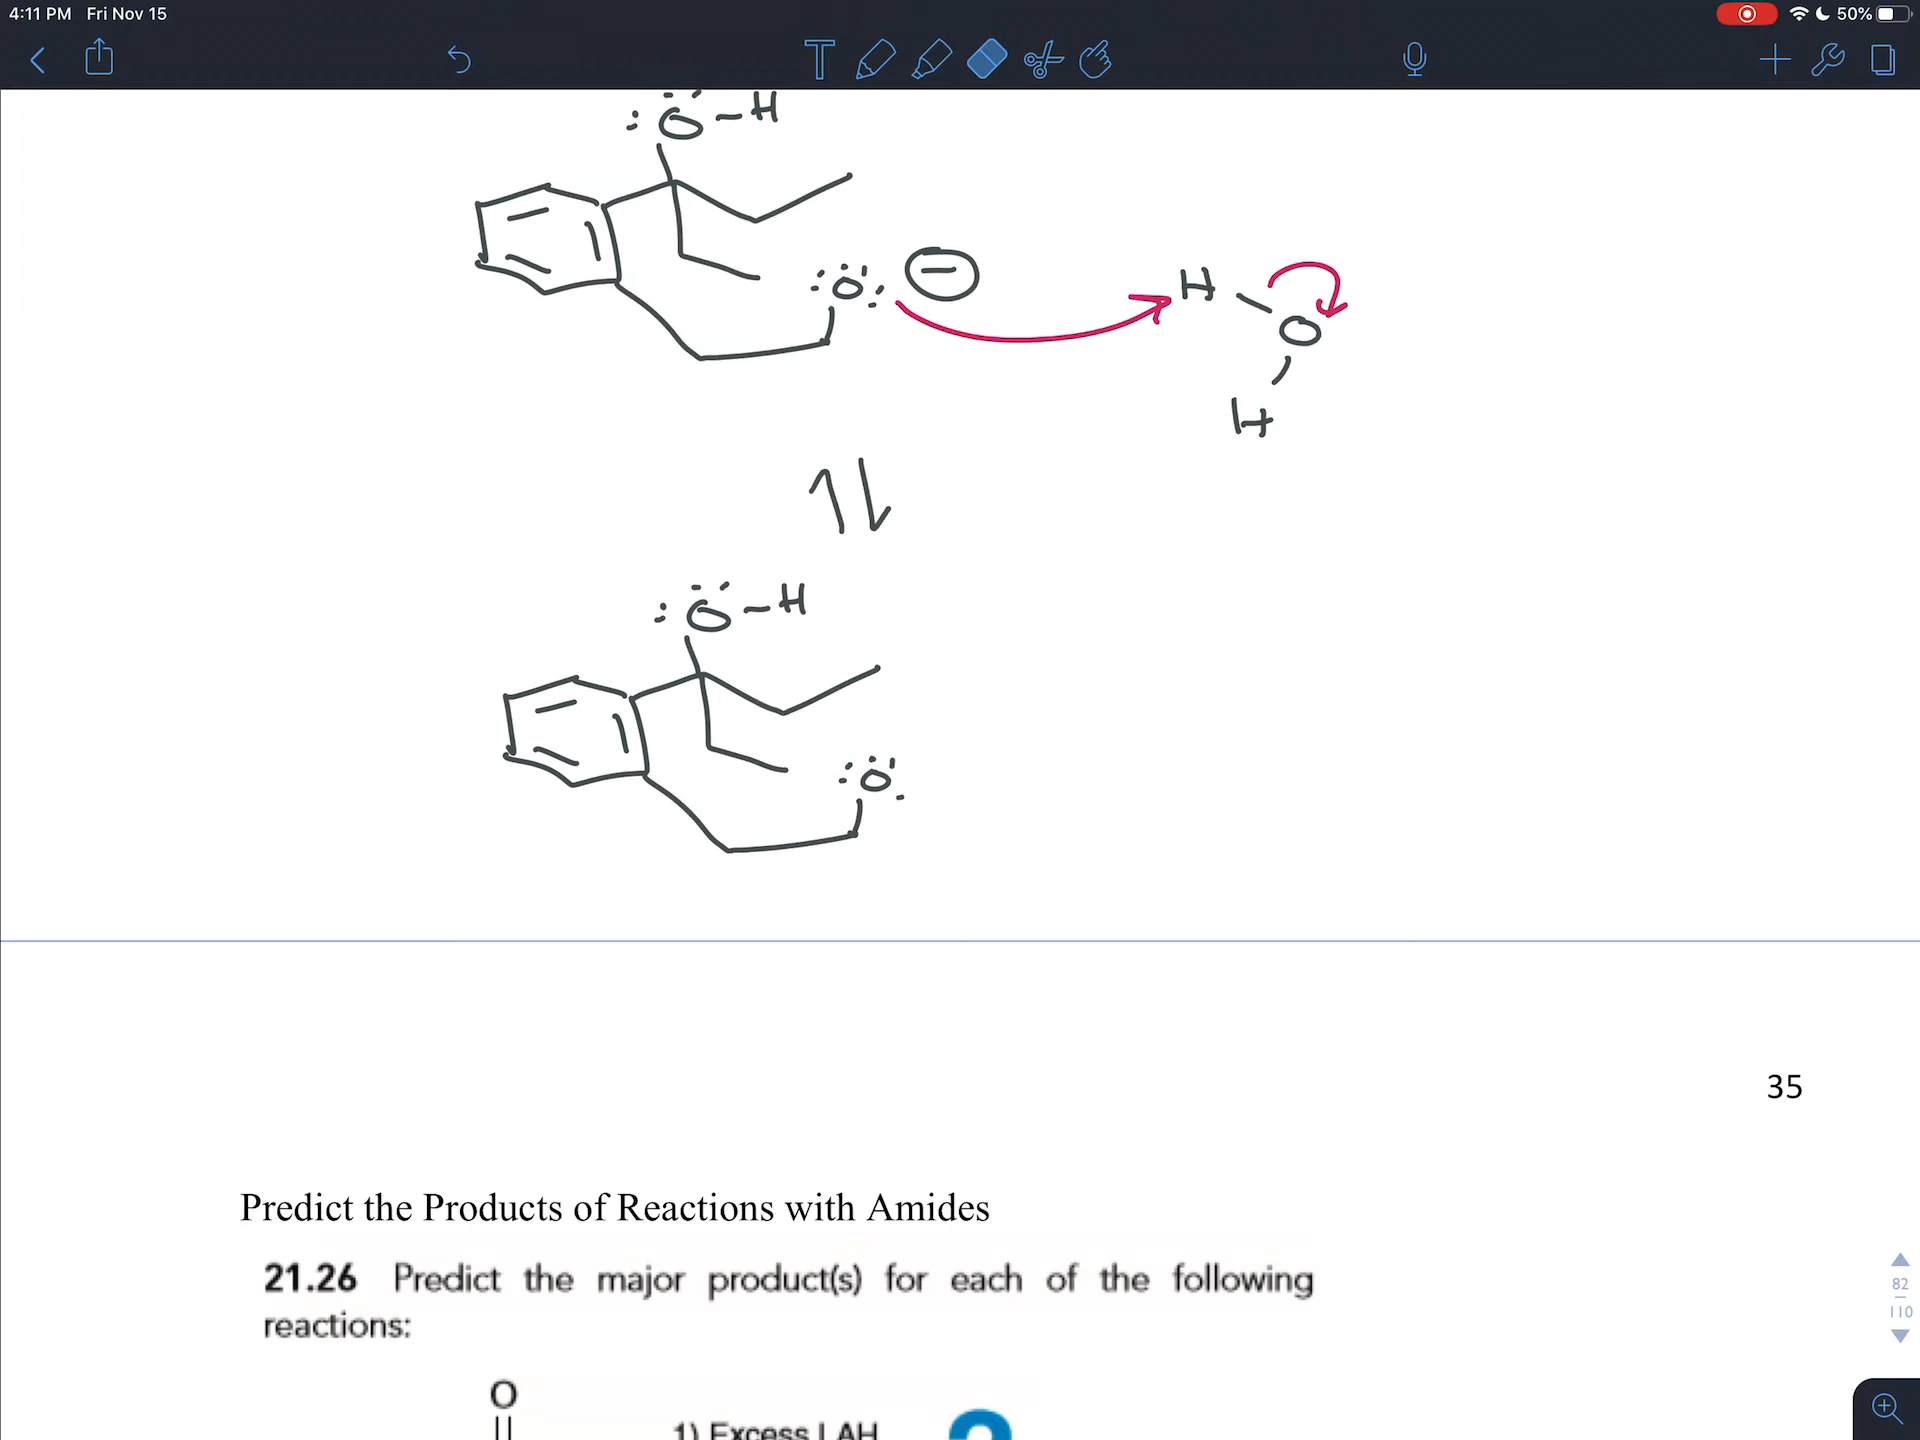 4:11 PM Fri Nov 15 50%
:Ö-H
:Ö: ⊖
H
O
H
⇅
:Ö-H
:Ö.
35
Predict the Products of Reactions with Amides
21.26 Predict the major product(s) for each of the following
reactions:
82
110
O
1) Excess LAH ?